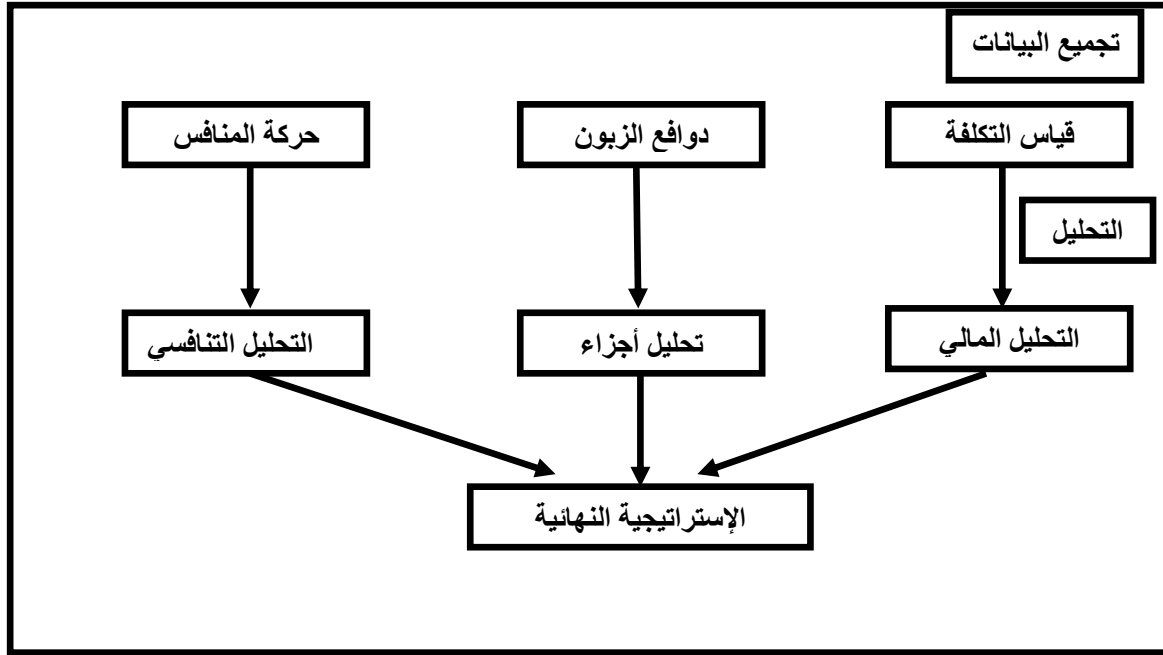 تجميع البيانات
قياس التكلفة
دوافع الزبون
حركة المنافس
التحليل
التحليل المالي
تحليل أجزاء
التحليل التنافسي
الإستراتيجية النهائية